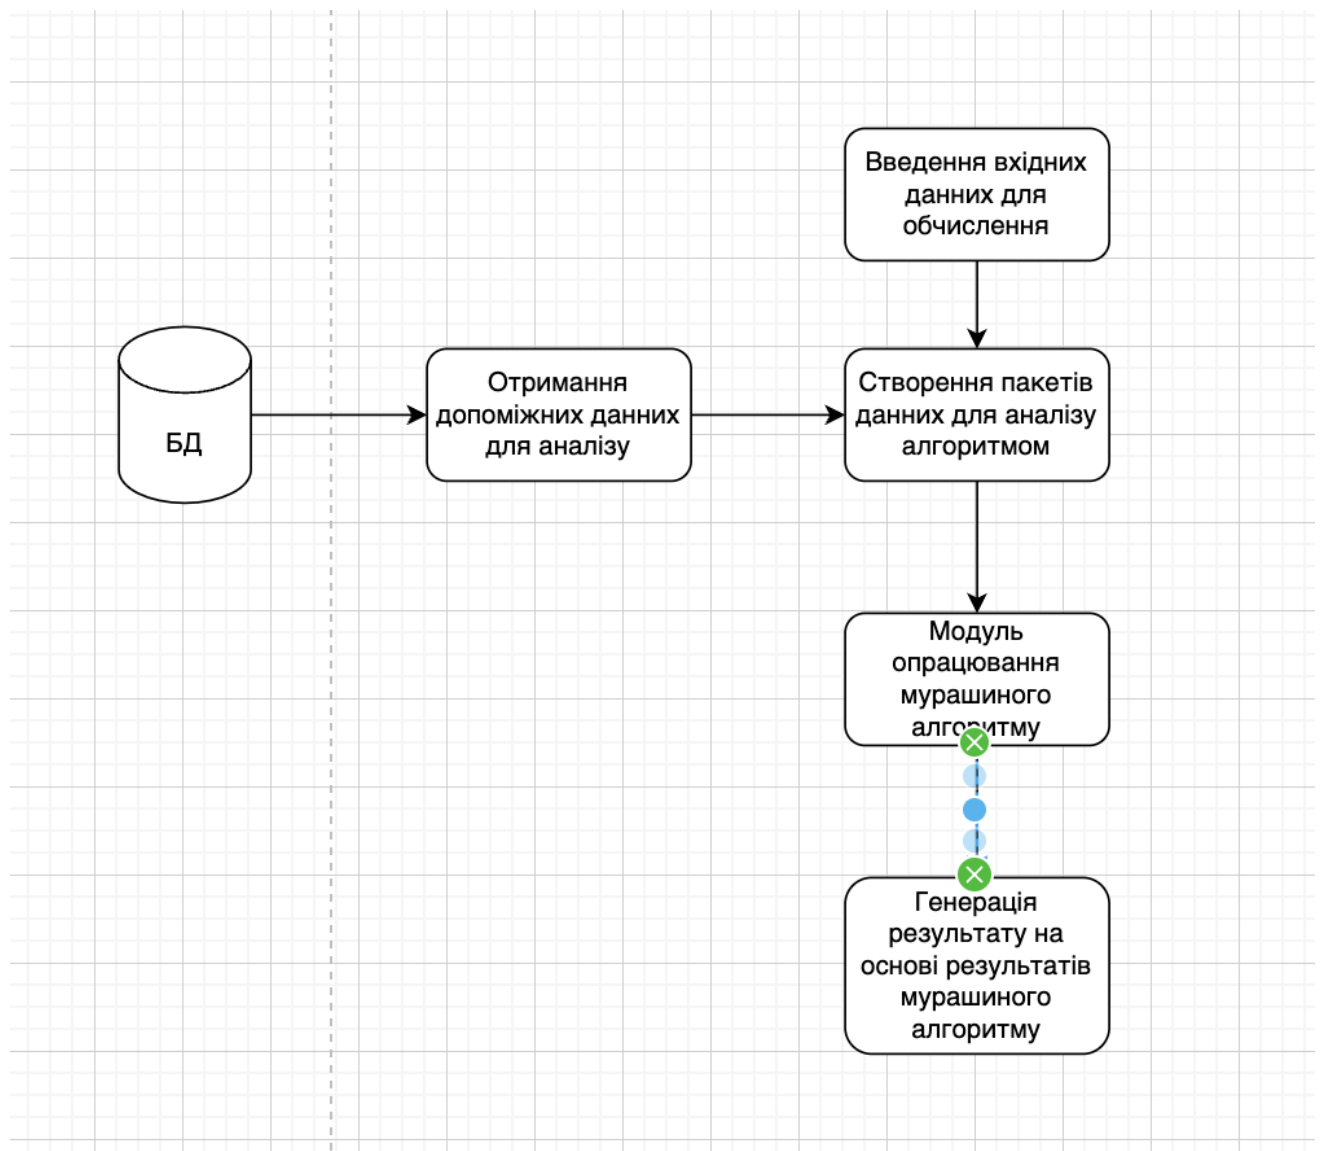 Введення вхідних
данних для
обчислення
БД
Отримання
допоміжних данних
для аналізу
Створення пакетів
данних для аналізу
алгоритмом
Модуль
опрацювання
мурашиного
алгоритму
Генерація
результату на
основі результатів
мурашиного
алгоритму